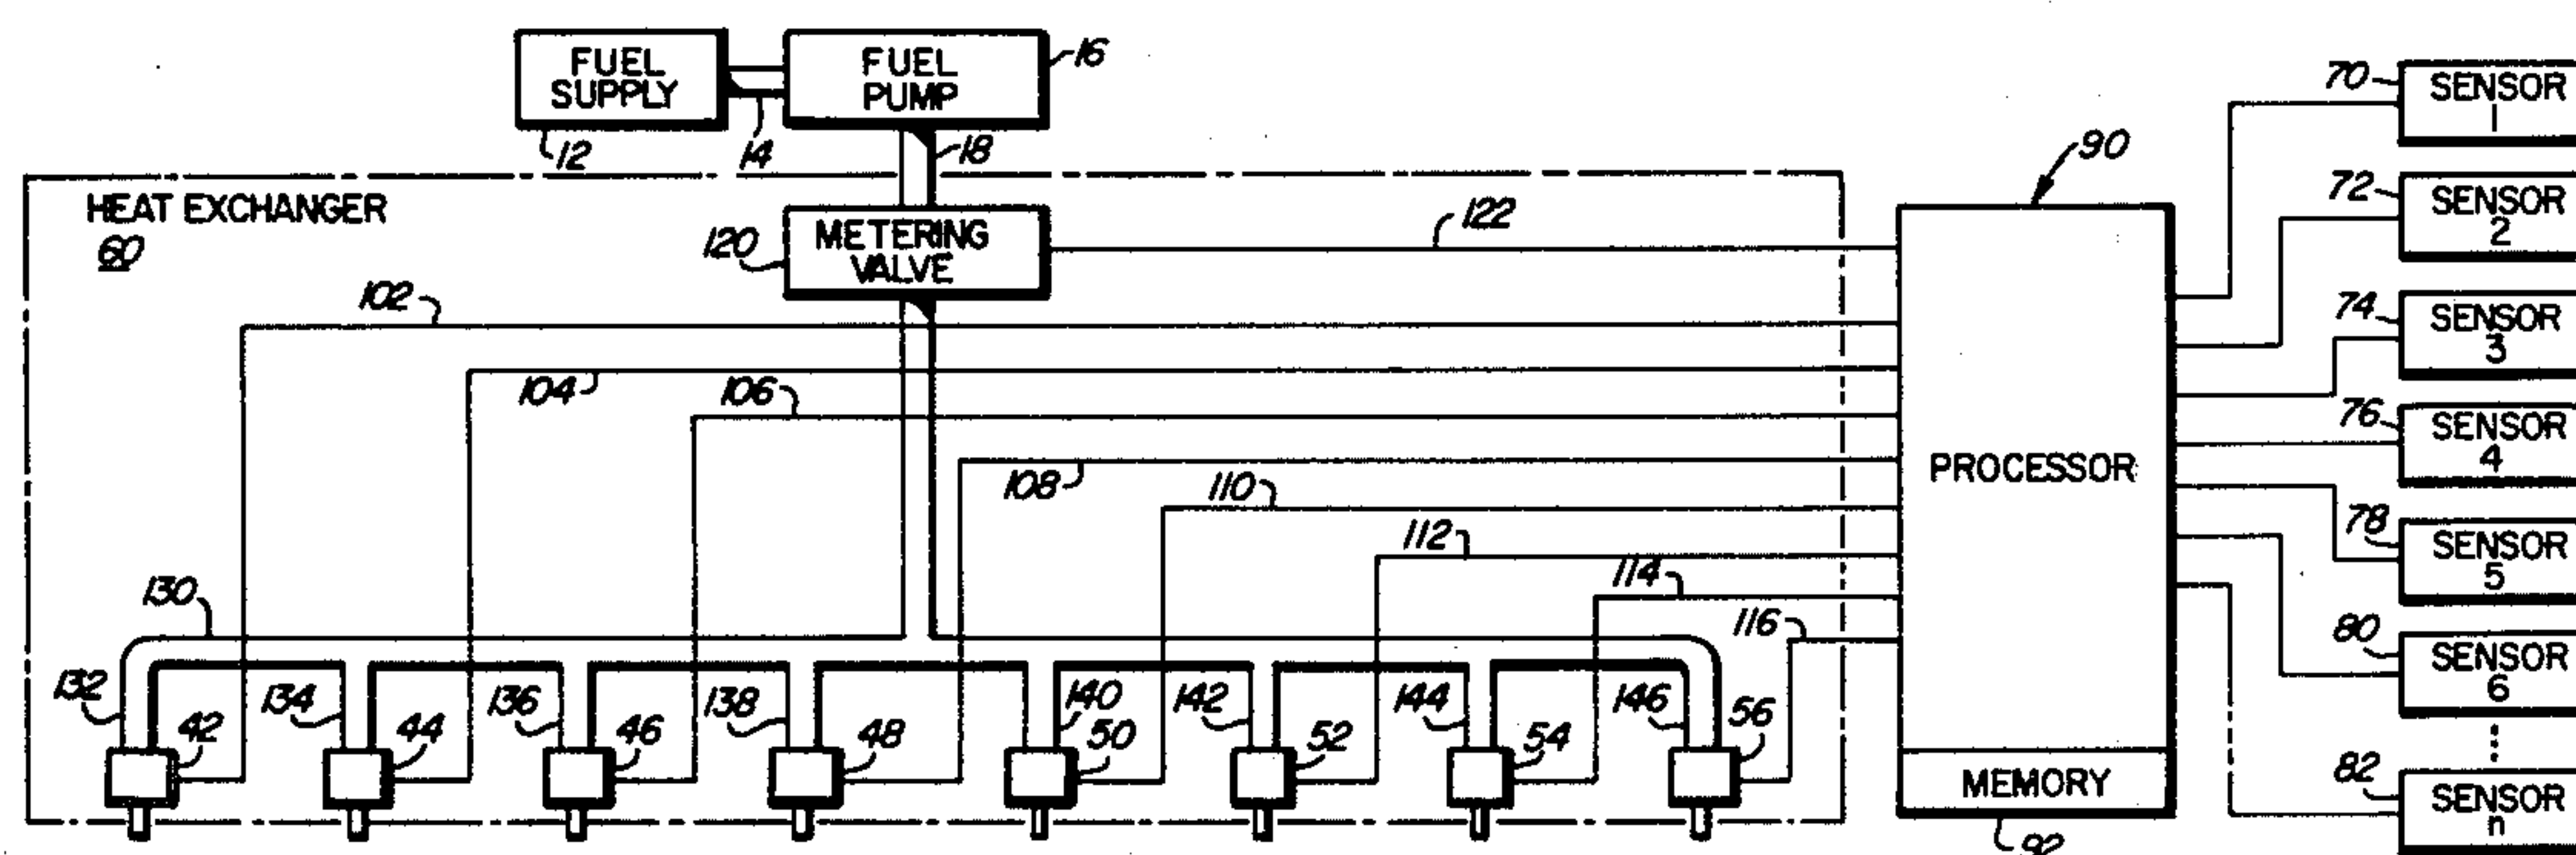 FUEL
SUPPLY
FUEL
PUMP
16
12
14
18
HEAT EXCHANGER
60
METERING
VALVE
120
122
90
102
104
106
108
110
112
114
116
130
132
134
136
138
140
142
144
146
42
44
46
48
50
52
54
56
PROCESSOR
MEMORY
92
70
SENSOR
1
72
SENSOR
2
74
SENSOR
3
76
SENSOR
4
78
SENSOR
5
80
SENSOR
6
82
SENSOR
n